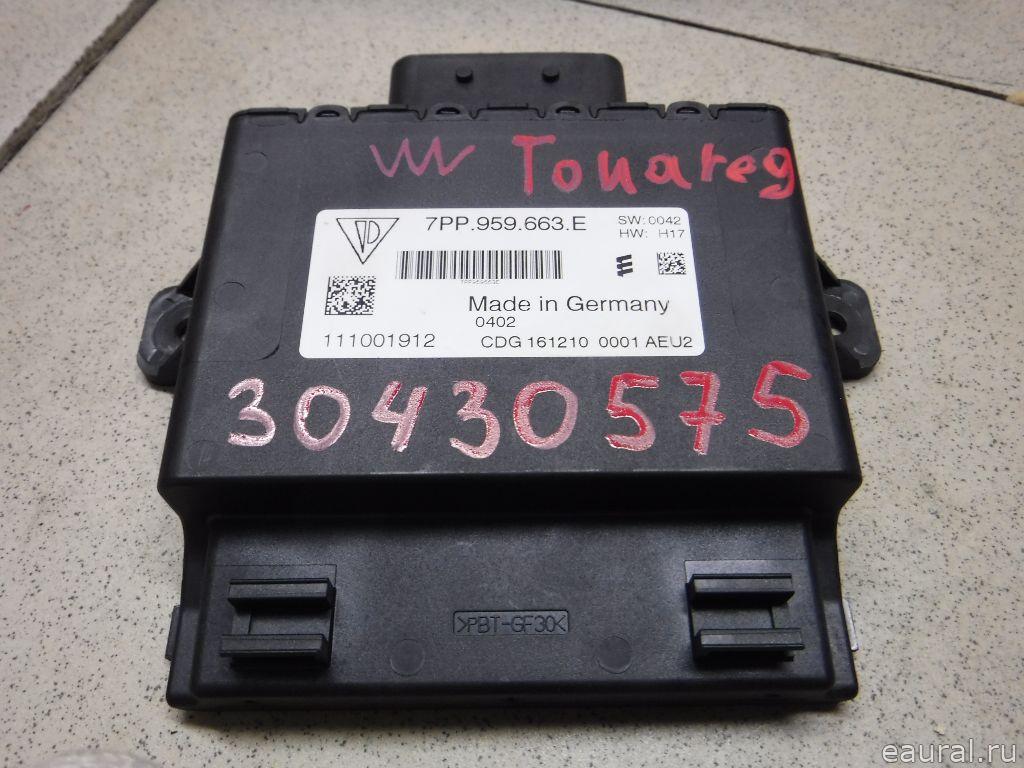 VW Touareg
7PP.959.663.E
SW:0042
HW: H17
7PP959663E
Made in Germany
0402
111001912
CDG 161210 0001 AEU2
30430575
>PBT-GF30<
eaural.ru